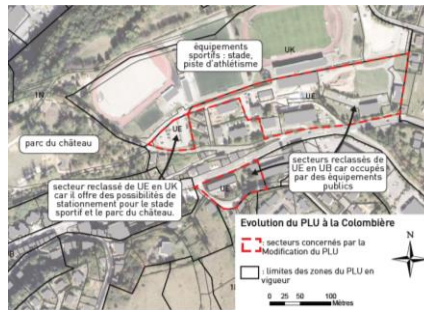 équipements
sportifs : stade,
piste d'athlétisme
UK
1N
UE
UE
parc du château
secteur reclassé de UE en UK
car il offre des possibilités de
stationnement pour le stade
sportif et le parc du château.
secteurs reclassés de
UE en UB car occupés
par des équipements
publics
Evolution du PLU à la Colombière
: secteurs concernés par la
Modification du PLU
: limites des zones du PLU en
vigueur
N
0 25 50 100
Mètres